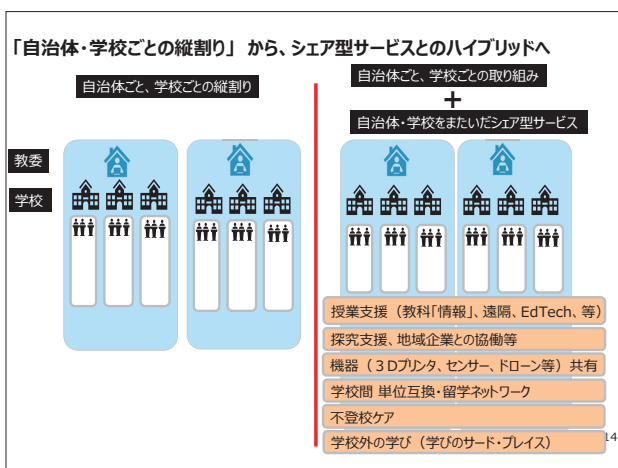 「自治体・学校ごとの縦割り」 から、シェア型サービスとのハイブリッドへ
自治体ごと、学校ごとの縦割り
自治体ごと、学校ごとの取り組み
+
自治体・学校をまたいだシェア型サービス
教委
学校
授業支援（教科「情報」、遠隔、EdTech、等）
探究支援、地域企業との協働等
機器（３Dプリンタ、センサー、ドローン等）共有
学校間 単位互換・留学ネットワーク
不登校ケア
学校外の学び（学びのサード・プレイス）
14